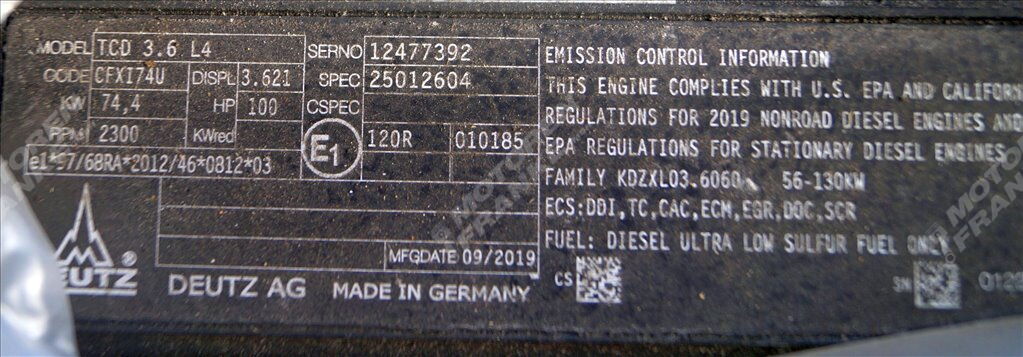 MODEL TCD 3.6 L4 SERNO 12477392
CODE CFXI74U DISPL 3.621 SPEC 25012604
KW 74,4 HP 100 CSPEC
RPM 2300 KWred E1 120R 010185
e1*97/68RA*2012/46*0812*03
MFGDATE 09/2019
DEUTZ ®
DEUTZ AG MADE IN GERMANY
EMISSION CONTROL INFORMATION
THIS ENGINE COMPLIES WITH U.S. EPA AND
REGULATIONS FOR 2019 NONROAD DIESEL ENGINES AND
EPA REGULATIONS FOR STATIONARY DIESEL ENGINES.
FAMILY KDZXL03.6060 56-130KW
ECS:DDI,TC,CAC,ECM,EGR,DOC,SCR
FUEL: DIESEL ULTRA LOW SULFUR FUEL ONLY
CS SN